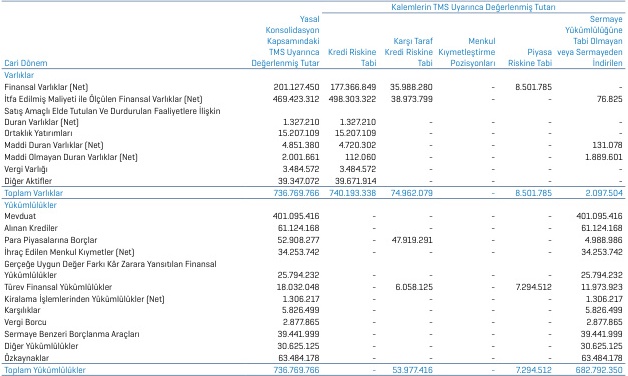 Kalemlerin TMS Uyarınca Değerlenmiş Tutarı
Yasal Sermaye
Konsolidasyon Yükümlülüğüne
Kapsamındaki Karşı Taraf Menkul Tabi Olmayan
TMS Uyarınca Kredi Riskine Kredi Riskine Kıymetleştirme Piyasa veya Sermayeden
Cari Dönem Değerlenmiş Tutar Tabi Tabi Pozisyonları Riskine Tabi İndirilen
Varlıklar
Finansal Varlıklar (Net) 201.127.450 177.366.849 35.988.280 - 8.501.785 -
İtfa Edilmiş Maliyeti ile Ölçülen Finansal Varlıklar (Net) 469.423.312 498.303.322 38.973.799 - - 76.825
Satış Amaçlı Elde Tutulan Ve Durdurulan Faaliyetlere İlişkin
Duran Varlıklar (Net) 1.327.210 1.327.210 - - - -
Ortaklık Yatırımları 15.207.109 15.207.109 - - - -
Maddi Duran Varlıklar (Net) 4.851.380 4.720.302 - - - 131.078
Maddi Olmayan Duran Varlıklar (Net) 2.001.661 112.060 - - - 1.889.601
Vergi Varlığı 3.484.572 3.484.572 - - - -
Diğer Aktifler 39.347.072 39.671.914 - - - -
Toplam Varlıklar 736.769.766 740.193.338 74.962.079 - 8.501.785 2.097.504
Yükümlülükler
Mevduat 401.095.416 - - - - 401.095.416
Alınan Krediler 61.124.168 - - - - 61.124.168
Para Piyasalarına Borçlar 52.908.277 - 47.919.291 - - 4.988.986
İhraç Edilen Menkul Kıymetler (Net) 34.253.742 - - - - 34.253.742
Gerçeğe Uygun Değer Farkı Kâr Zarara Yansıtılan Finansal
Yükümlülükler 25.794.232 - - - - 25.794.232
Türev Finansal Yükümlülükler 18.032.048 - 6.058.125 - 7.294.512 11.973.923
Kiralama İşlemlerinden Yükümlülükler (Net) 1.306.217 - - - - 1.306.217
Karşılıklar 5.826.499 - - - - 5.826.499
Vergi Borcu 2.877.865 - - - - 2.877.865
Sermaye Benzeri Borçlanma Araçları 39.441.999 - - - - 39.441.999
Diğer Yükümlülükler 30.625.125 - - - - 30.625.125
Özkaynaklar 63.484.178 - - - - 63.484.178
Toplam Yükümlülükler 736.769.766 - 53.977.416 - 7.294.512 682.792.350